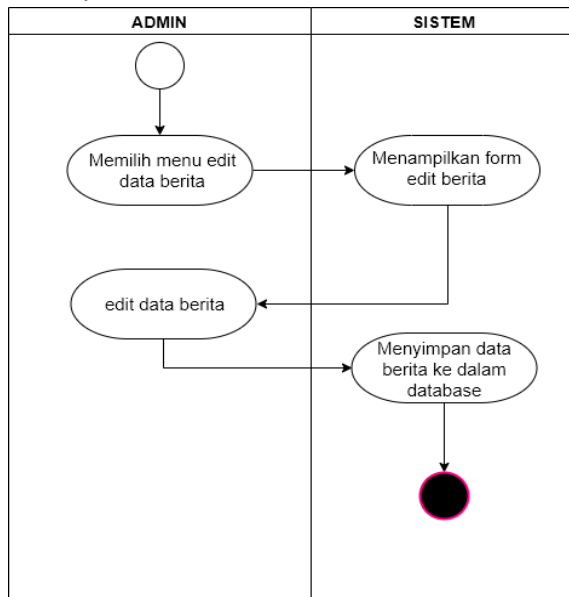 ADMIN
SISTEM
Memilih menu edit
data berita
Menampilkan form
edit berita
edit data berita
Menyimpan data
berita ke dalam
database